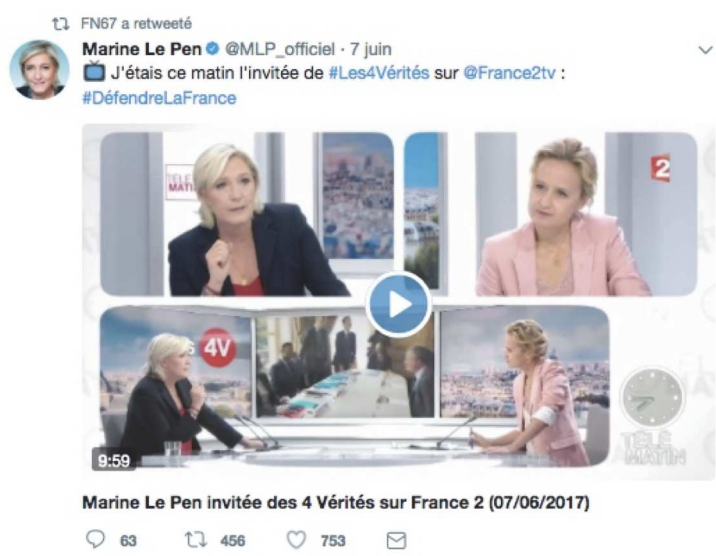 FN67 a retweeté
Marine Le Pen @MLP_officiel · 7 juin
J'étais ce matin l'invitée de #Les4Vérités sur @France2tv :
#DéfendreLaFrance
TÉLÉ
MATIN
2
4V
9:59
TÉLÉ
MATIN
Marine Le Pen invitée des 4 Vérités sur France 2 (07/06/2017)
63 456 753